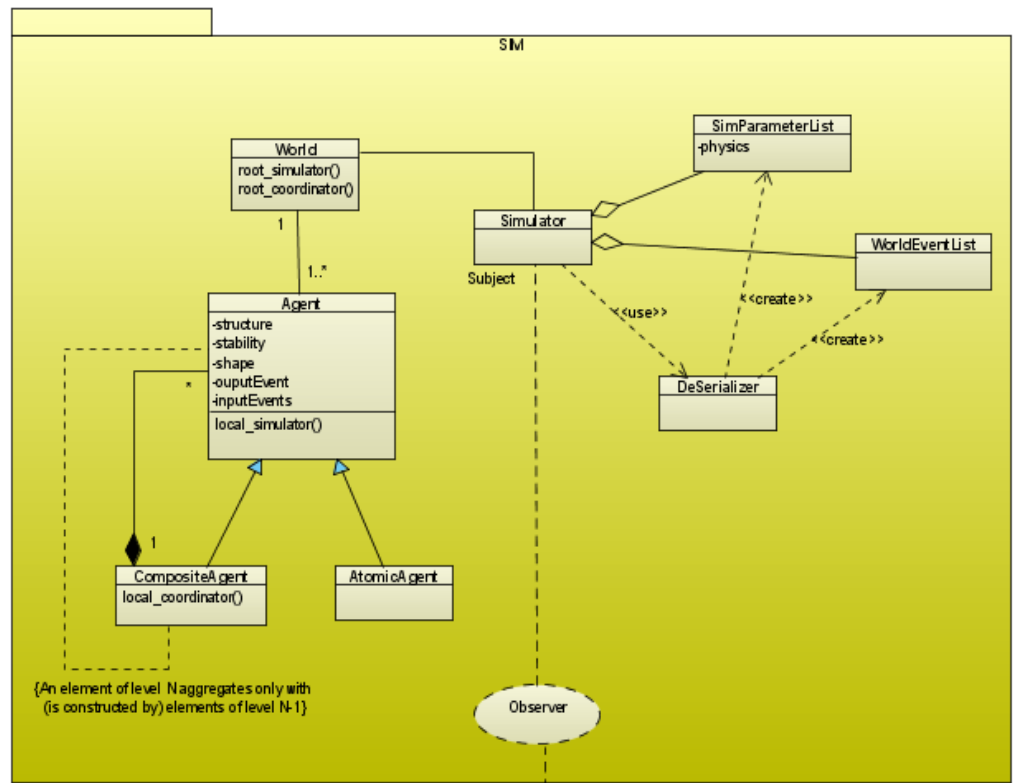 SIM
World
root_simulator()
root_coordinator()
1
1..*
SimParameterList
-physics
Simulator
Subject
WorldEventList
<<use>>
<<create>>
<<create>>
DeSerializer
Agent
-structure
-stability
-shape
-ouputEvent
-inputEvents
local_simulator()
*
1
CompositeAgent
local_coordinator()
AtomicAgent
{An element of level N aggregates only with
(is constructed by) elements of level N-1}
Observer